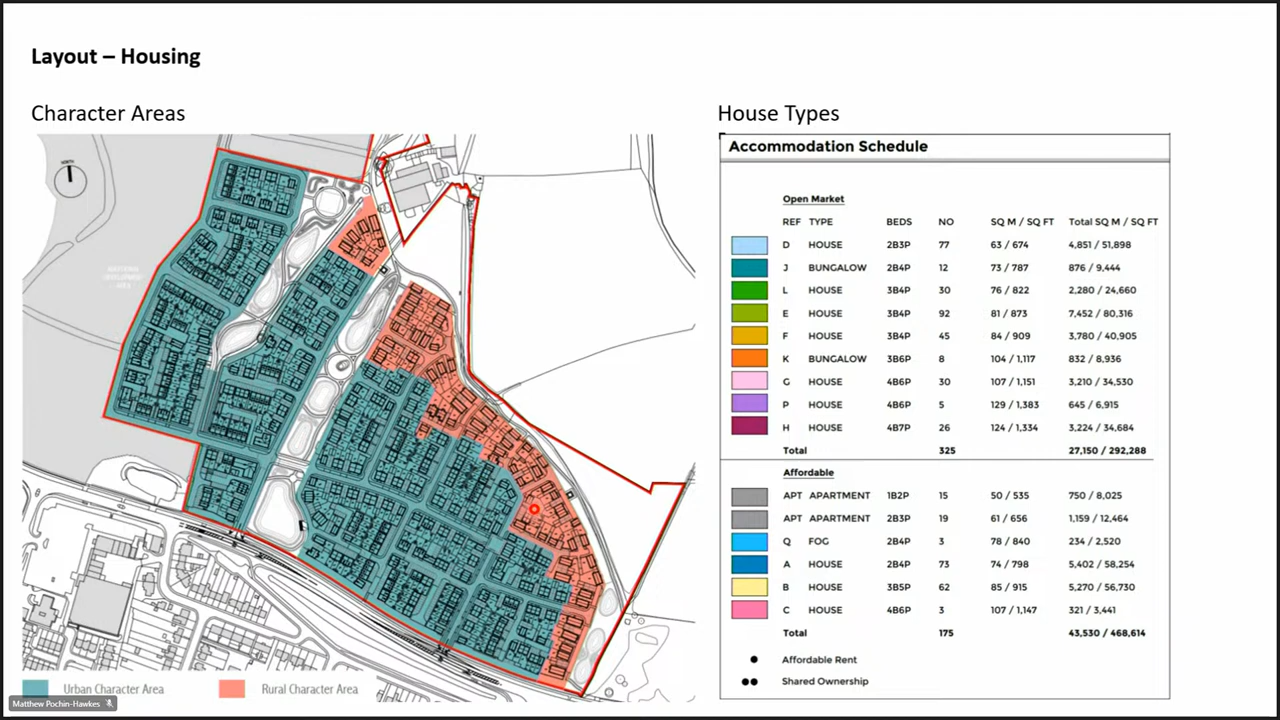 Layout – Housing
Character Areas
House Types
NORTH
Accommodation Schedule
Open Market
REF TYPE BEDS NO SQ M / SQ FT Total SQ M / SQ FT
D HOUSE 2B3P 77 63 / 674 4,851 / 51,898
J BUNGALOW 2B4P 12 73 / 787 876 / 9,444
L HOUSE 3B4P 30 76 / 822 2,280 / 24,660
E HOUSE 3B4P 92 81 / 873 7,452 / 80,316
F HOUSE 3B4P 45 84 / 909 3,780 / 40,905
K BUNGALOW 3B6P 8 104 / 1,117 832 / 8,936
G HOUSE 4B6P 30 107 / 1,151 3,210 / 34,530
P HOUSE 4B6P 5 129 / 1,383 645 / 6,915
H HOUSE 4B7P 26 124 / 1,334 3,224 / 34,684
Total 325 27,150 / 292,288
Affordable
APT APARTMENT 1B2P 15 50 / 535 750 / 8,025
APT APARTMENT 2B3P 19 61 / 656 1,159 / 12,464
Q FOG 2B4P 3 78 / 840 234 / 2,520
A HOUSE 2B4P 73 74 / 798 5,402 / 58,254
B HOUSE 3B5P 62 85 / 915 5,270 / 56,730
C HOUSE 4B6P 3 107 / 1,147 321 / 3,441
Total 175 43,530 / 468,614
Affordable Rent
Shared Ownership
Urban Character Area
Rural Character Area
Matthew Pochin-Hawkes